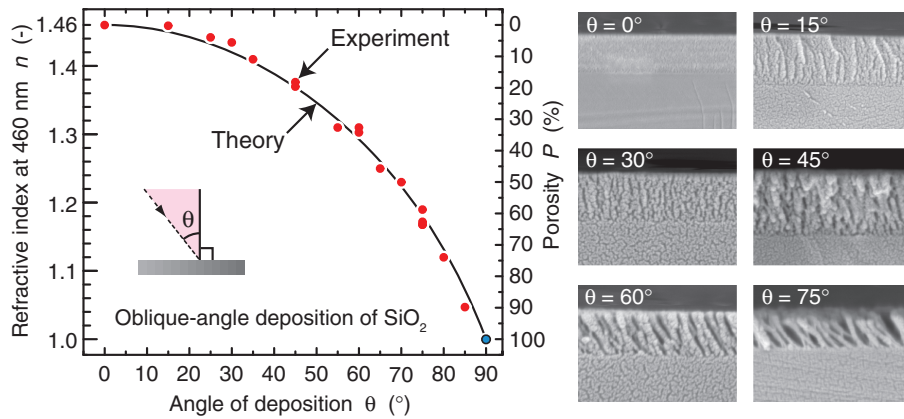 Refractive index at 460 nm n (-)
1.46
1.4
1.3
1.2
1.1
1.0
Experiment
Theory
θ
Oblique-angle deposition of SiO₂
0
10
20
30
40
50
60
70
80
90
Angle of deposition θ (°)
0
10
20
30
40
50
60
70
80
90
100
Porosity P (%)
θ = 0°
θ = 15°
θ = 30°
θ = 45°
θ = 60°
θ = 75°